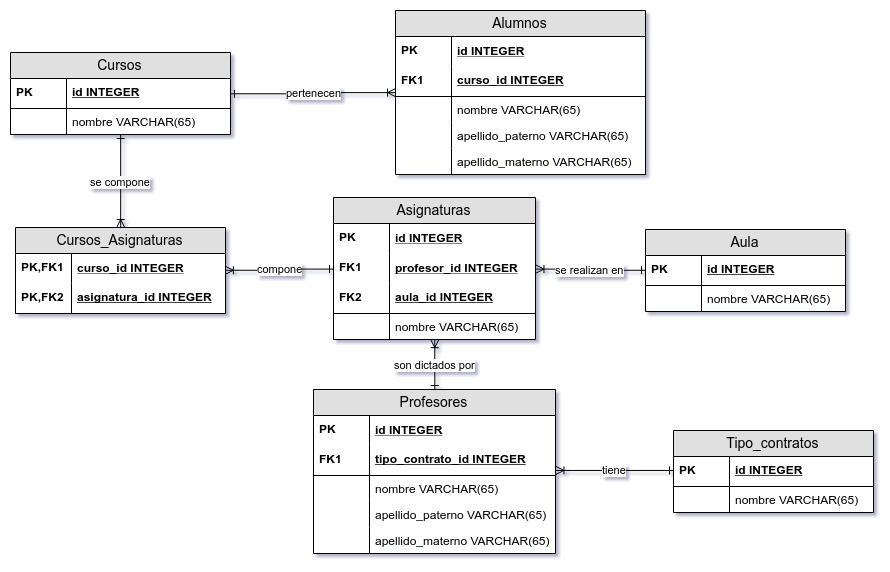 Alumnos
PK id INTEGER
FK1 curso_id INTEGER
nombre VARCHAR(65)
apellido_paterno VARCHAR(65)
apellido_materno VARCHAR(65)
Cursos
PK id INTEGER
nombre VARCHAR(65)
pertenecen
se compone
Cursos_Asignaturas
PK,FK1 curso_id INTEGER
PK,FK2 asignatura_id INTEGER
compone
Asignaturas
PK id INTEGER
FK1 profesor_id INTEGER
FK2 aula_id INTEGER
nombre VARCHAR(65)
se realizan en
Aula
PK id INTEGER
nombre VARCHAR(65)
son dictados por
Profesores
PK id INTEGER
FK1 tipo_contrato_id INTEGER
nombre VARCHAR(65)
apellido_paterno VARCHAR(65)
apellido_materno VARCHAR(65)
tiene
Tipo_contratos
PK id INTEGER
nombre VARCHAR(65)